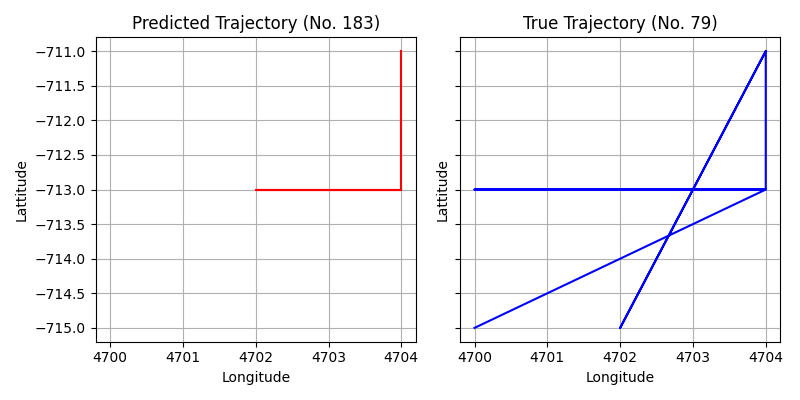 Predicted Trajectory (No. 183)
Lattitude
−711.0
−711.5
−712.0
−712.5
−713.0
−713.5
−714.0
−714.5
−715.0
4700 4701 4702 4703 4704
Longitude
True Trajectory (No. 79)
Lattitude
4700 4701 4702 4703 4704
Longitude